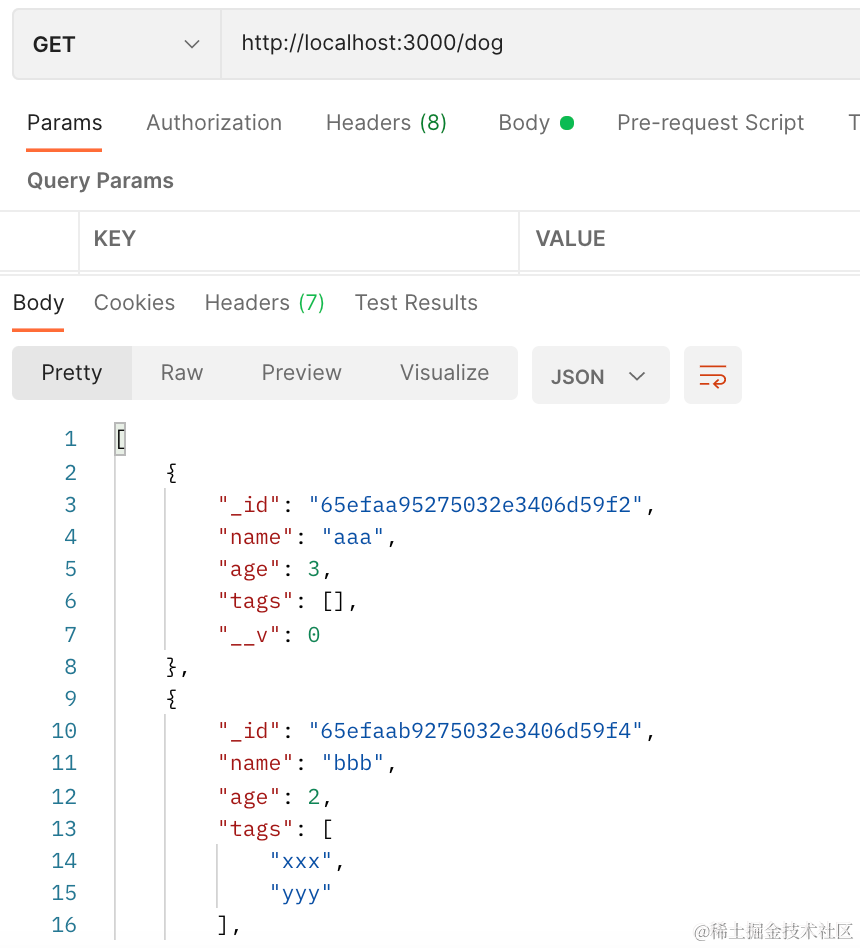 GET http://localhost:3000/dog
Params Authorization Headers (8) Body Pre-request Script T
Query Params
KEY VALUE
Body Cookies Headers (7) Test Results
Pretty Raw Preview Visualize JSON
1 [
2 {
3 "_id": "65efaa95275032e3406d59f2",
4 "name": "aaa",
5 "age": 3,
6 "tags": [],
7 "__v": 0
8 },
9 {
10 "_id": "65efaab9275032e3406d59f4",
11 "name": "bbb",
12 "age": 2,
13 "tags": [
14 "xxx",
15 "yyy"
16 ],
@稀土掘金技术社区